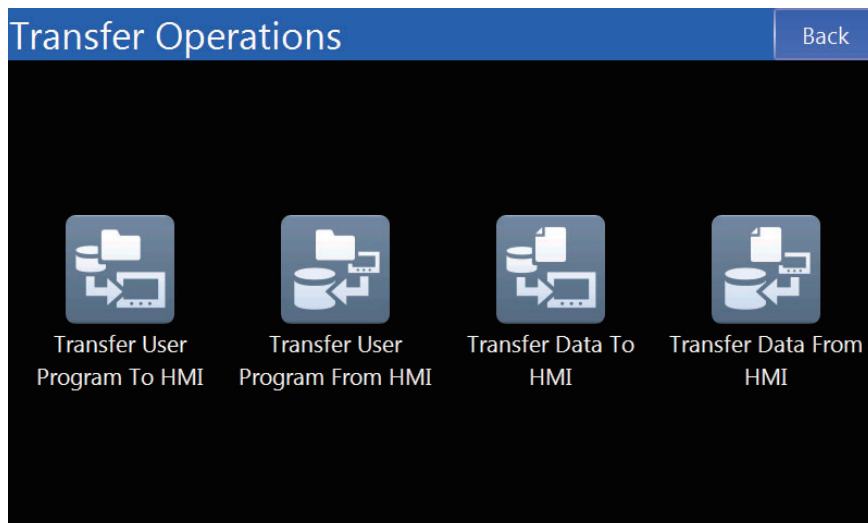 Transfer Operations
Back
Transfer User
Program To HMI
Transfer User
Program From HMI
Transfer Data To
HMI
Transfer Data From
HMI